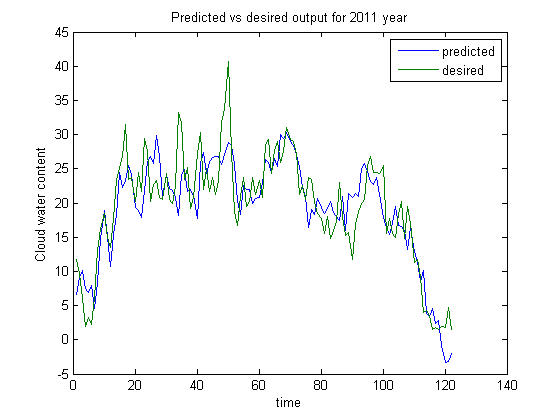 Predicted vs desired output for 2011 year
predicted
desired
Cloud water content
45
40
35
30
25
20
15
10
5
0
-5
0 20 40 60 80 100 120 140
time